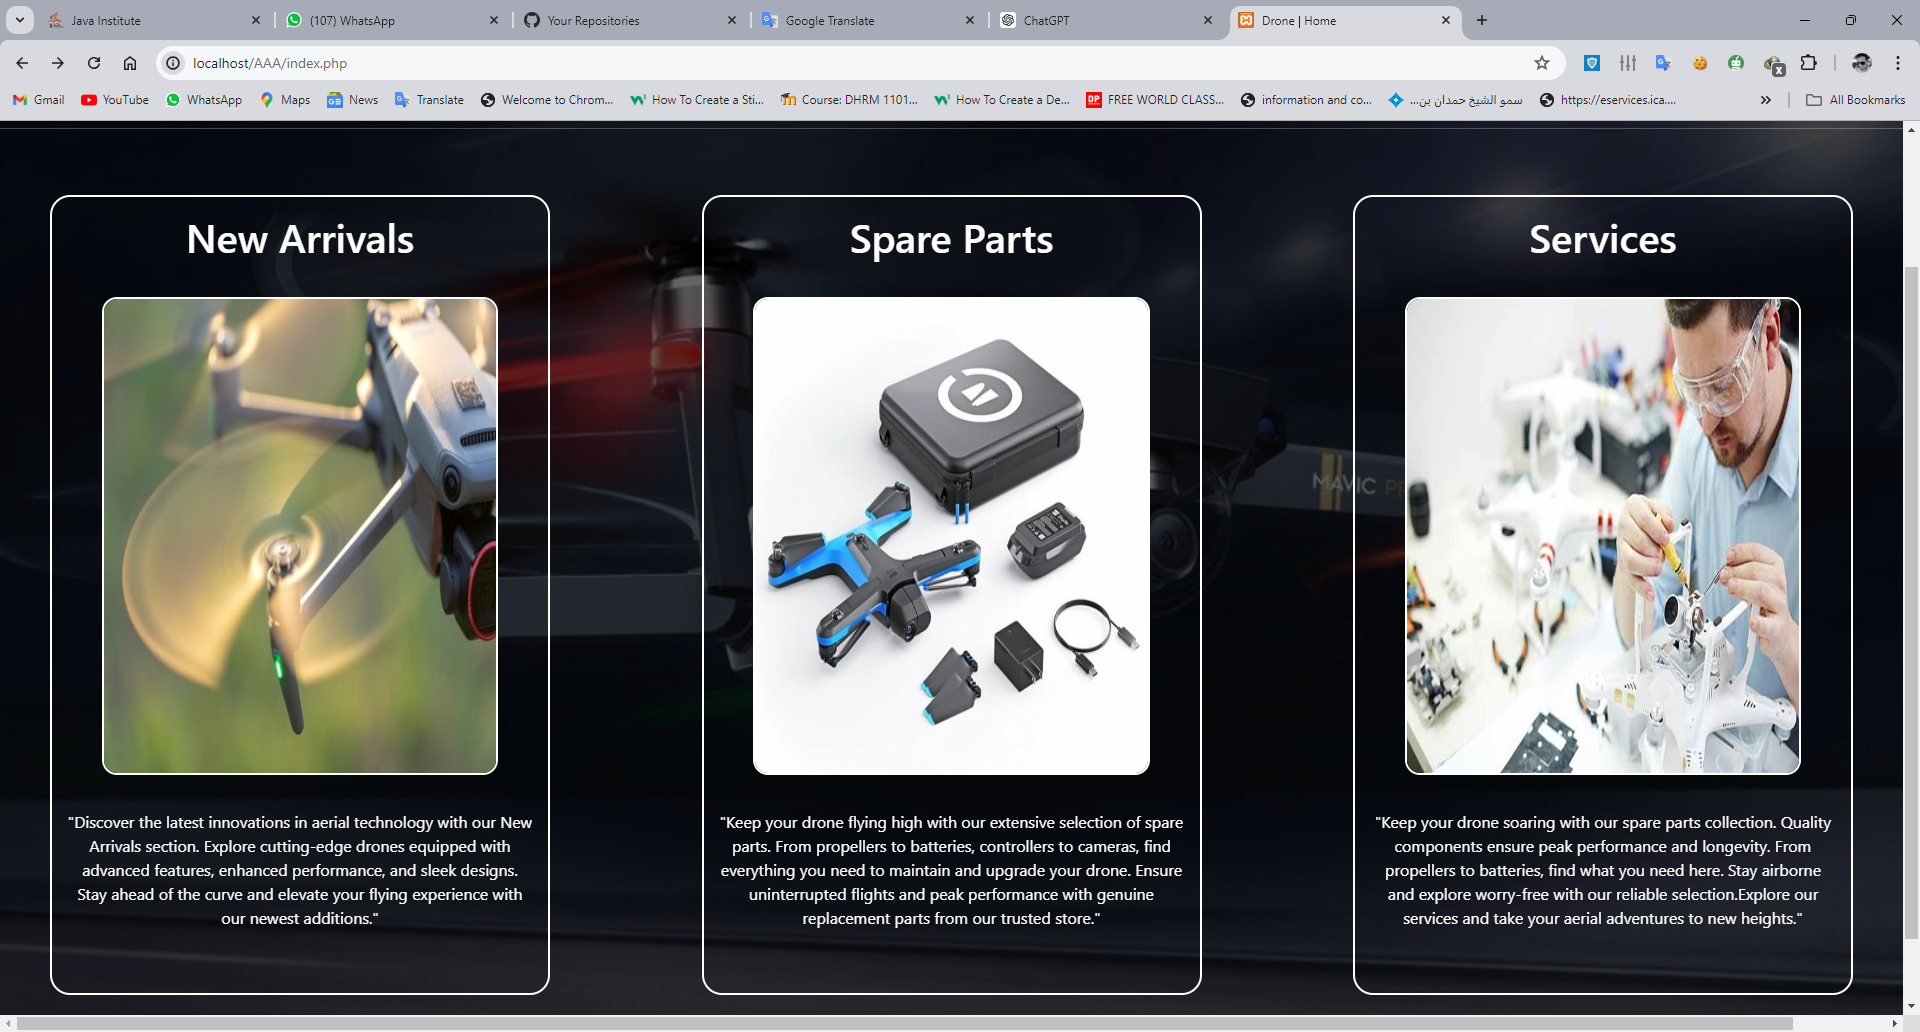 Java Institute
(107) WhatsApp
Your Repositories
Google Translate
ChatGPT
Drone | Home
localhost/AAA/index.php
x
Gmail
YouTube
WhatsApp
Maps
News
Translate
Welcome to Chrom...
How To Create a Sti...
Course: DHRM 1101...
How To Create a De...
DP
FREE WORLD CLASS...
information and co...
سمو الشيخ حمدان بن...
https://eservices.ica....
All Bookmarks
New Arrivals
Spare Parts
Services
MAVIC
"Discover the latest innovations in aerial technology with our New
Arrivals section. Explore cutting-edge drones equipped with
advanced features, enhanced performance, and sleek designs.
Stay ahead of the curve and elevate your flying experience with
our newest additions."
"Keep your drone flying high with our extensive selection of spare
parts. From propellers to batteries, controllers to cameras, find
everything you need to maintain and upgrade your drone. Ensure
uninterrupted flights and peak performance with genuine
replacement parts from our trusted store."
"Keep your drone soaring with our spare parts collection. Quality
components ensure peak performance and longevity. From
propellers to batteries, find what you need here. Stay airborne
and explore worry-free with our reliable selection.Explore our
services and take your aerial adventures to new heights."